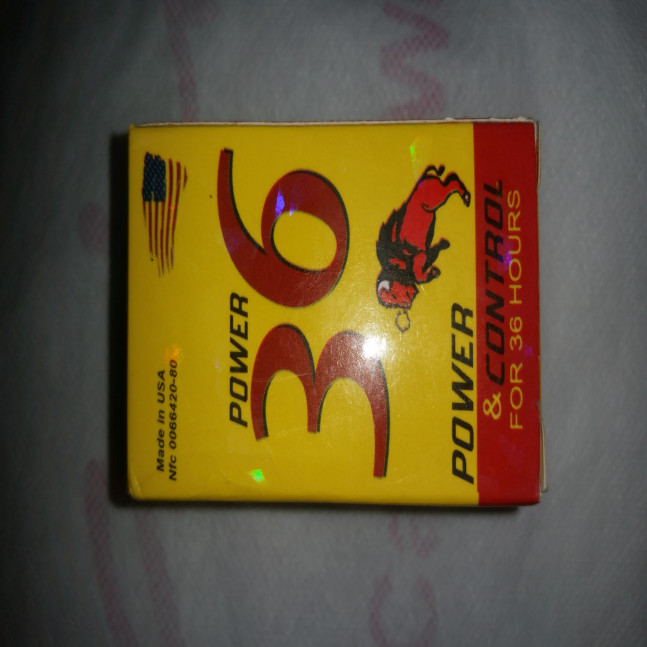 Made in USA
Nfc 0066420-80
POWER
36
POWER
& CONTROL
FOR 36 HOURS